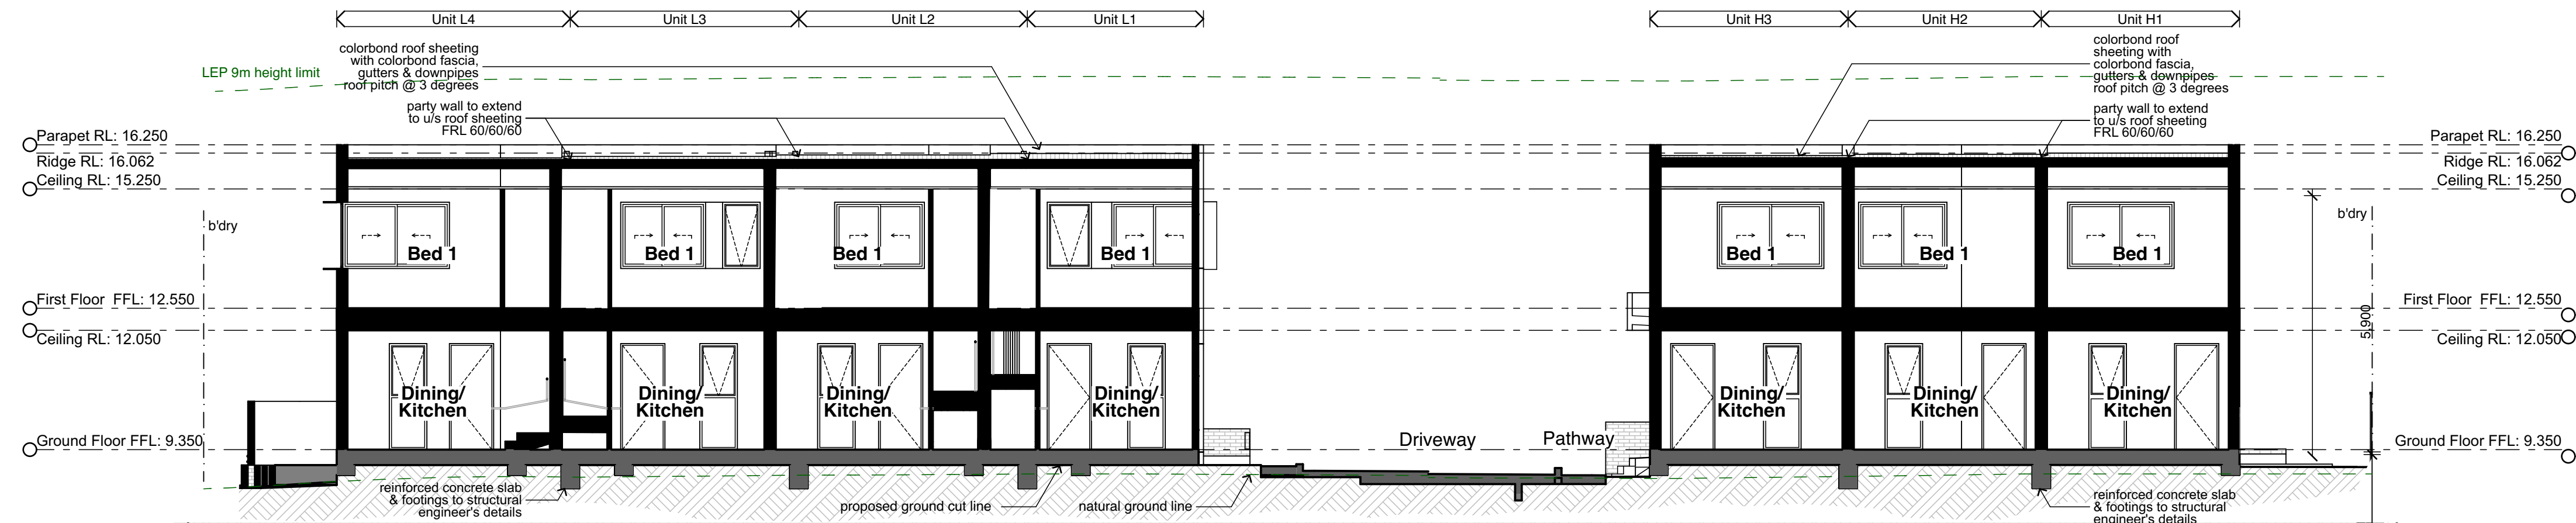 Unit L4
Unit L3
Unit L2
Unit L1
Unit H3
Unit H2
Unit H1
colorbond roof sheeting
with colorbond fascia,
gutters & downpipes
roof pitch @ 3 degrees
colorbond roof
sheeting with
colorbond fascia,
gutters & downpipes
roof pitch @ 3 degrees
LEP 9m height limit
party wall to extend
to u/s roof sheeting
FRL 60/60/60
party wall to extend
to u/s roof sheeting
FRL 60/60/60
Parapet RL: 16.250
Ridge RL: 16.062
Ceiling RL: 15.250
Parapet RL: 16.250
Ridge RL: 16.062
Ceiling RL: 15.250
b'dry
b'dry
Bed 1
Bed 1
Bed 1
Bed 1
Bed 1
Bed 1
Bed 1
First Floor FFL: 12.550
Ceiling RL: 12.050
First Floor FFL: 12.550
Ceiling RL: 12.050
5,900
Dining/
Kitchen
Dining/
Kitchen
Dining/
Kitchen
Dining/
Kitchen
Dining/
Kitchen
Dining/
Kitchen
Dining/
Kitchen
Ground Floor FFL: 9.350
Driveway
Pathway
Ground Floor FFL: 9.350
reinforced concrete slab
& footings to structural
engineer's details
proposed ground cut line
natural ground line
reinforced concrete slab
& footings to structural
engineer's details